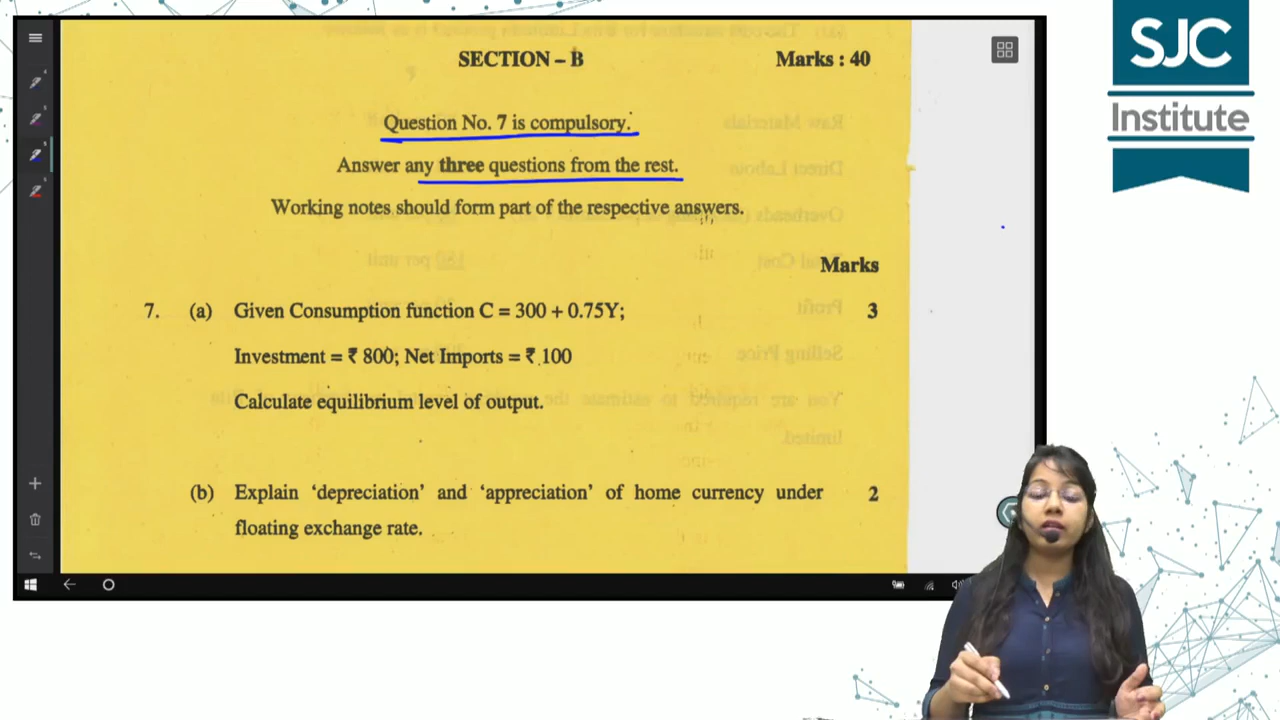 SJC
Institute
SECTION – B Marks : 40
Question No. 7 is compulsory.
Answer any three questions from the rest.
Working notes should form part of the respective answers.
Marks
7. (a) Given Consumption function C = 300 + 0.75Y; 3
Investment = ₹ 800; Net Imports = ₹ 100
Calculate equilibrium level of output.
(b) Explain ‘depreciation’ and ‘appreciation’ of home currency under 2
floating exchange rate.